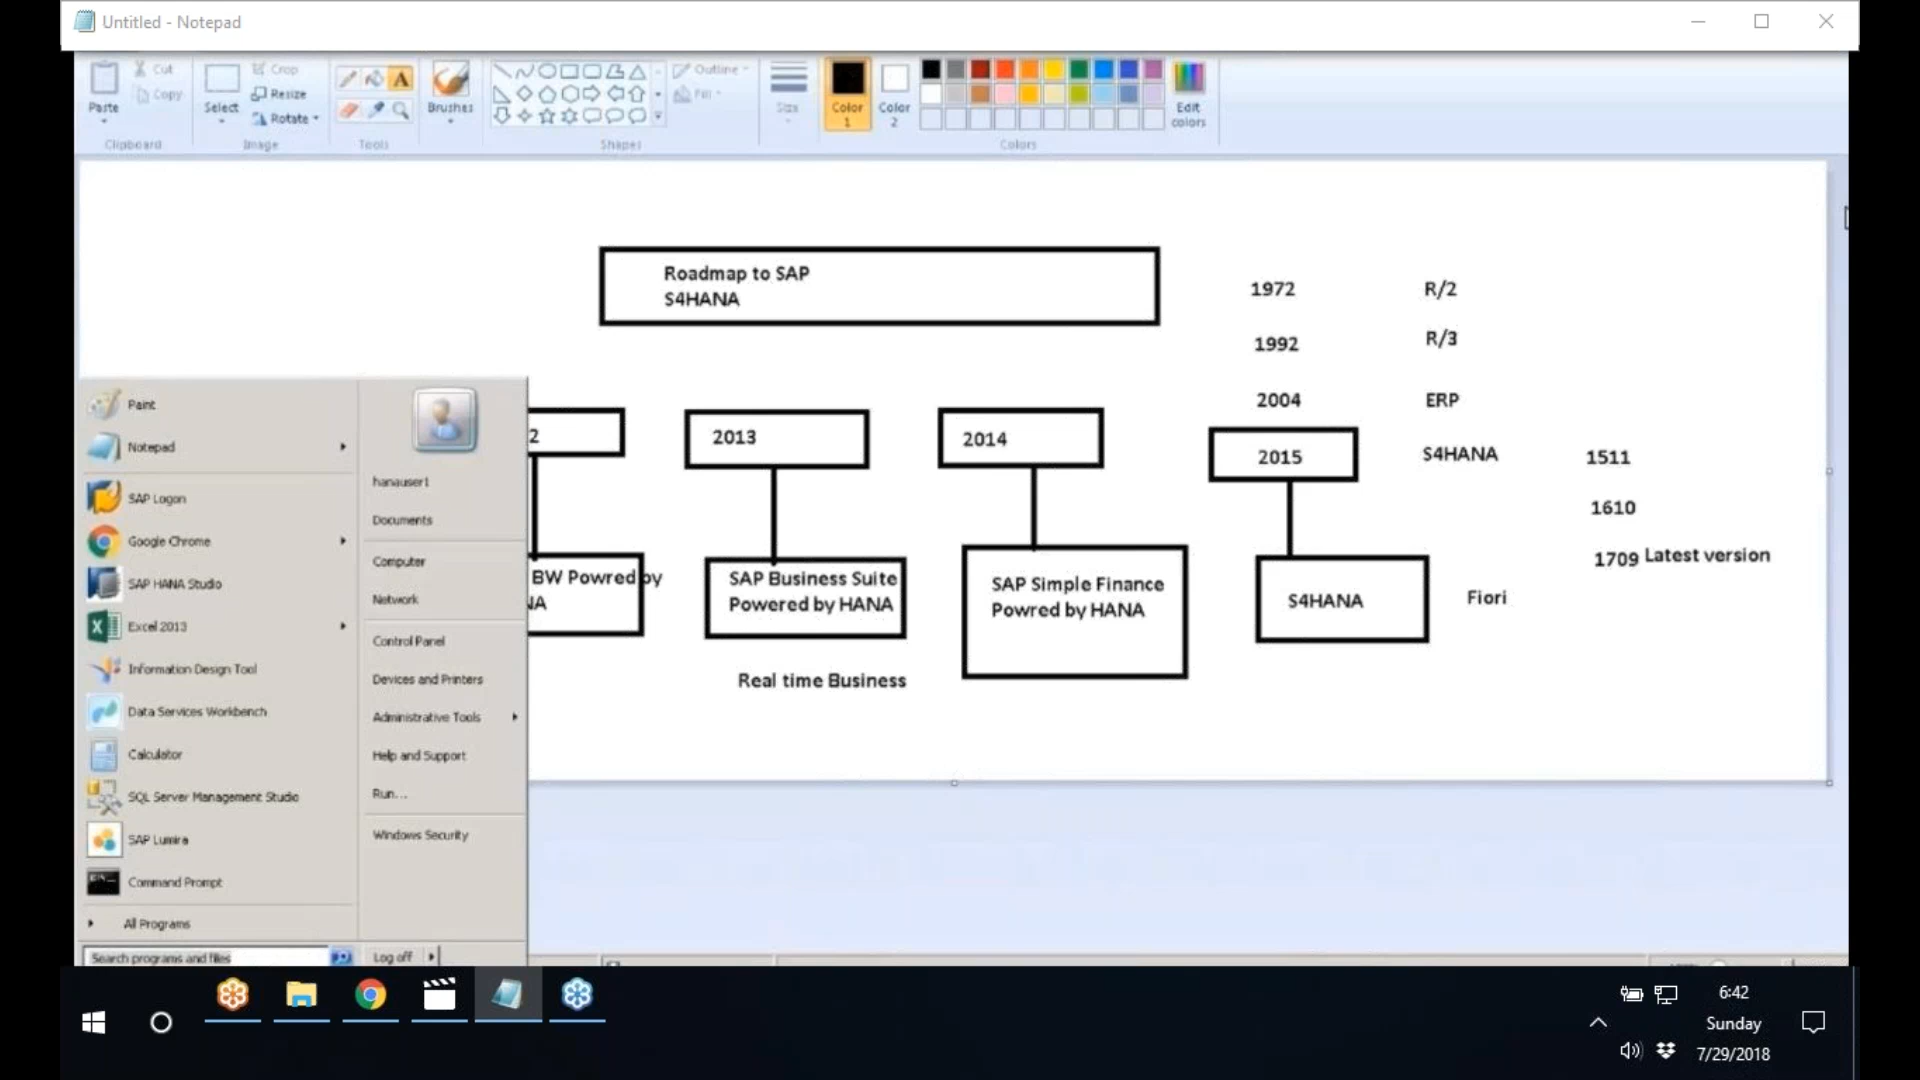 Untitled - Notepad
Paste
Cut
Copy
Clipboard
Select
Crop
Resize
Rotate
Image
Tools
Brushes
Shapes
Outline
Fill
Size
Color
1
Color
2
Edit
colors
Colors
Roadmap to SAP
S4HANA
1972 R/2
1992 R/3
2004 ERP
2 2013 2014 2015 S4HANA 1511
1610
1709 Latest version
BW Powred by
NA
SAP Business Suite
Powered by HANA
SAP Simple Finance
Powred by HANA
S4HANA
Fiori
Real time Business
Paint
Notepad
SAP Logon
Google Chrome
SAP HANA Studio
Excel 2013
Information Design Tool
Data Services Workbench
Calculator
SQL Server Management Studio
SAP Lumira
Command Prompt
All Programs
Search programs and files
hanauser1
Documents
Computer
Network
Control Panel
Devices and Printers
Administrative Tools
Help and Support
Run...
Windows Security
Log off
6:42
Sunday
7/29/2018